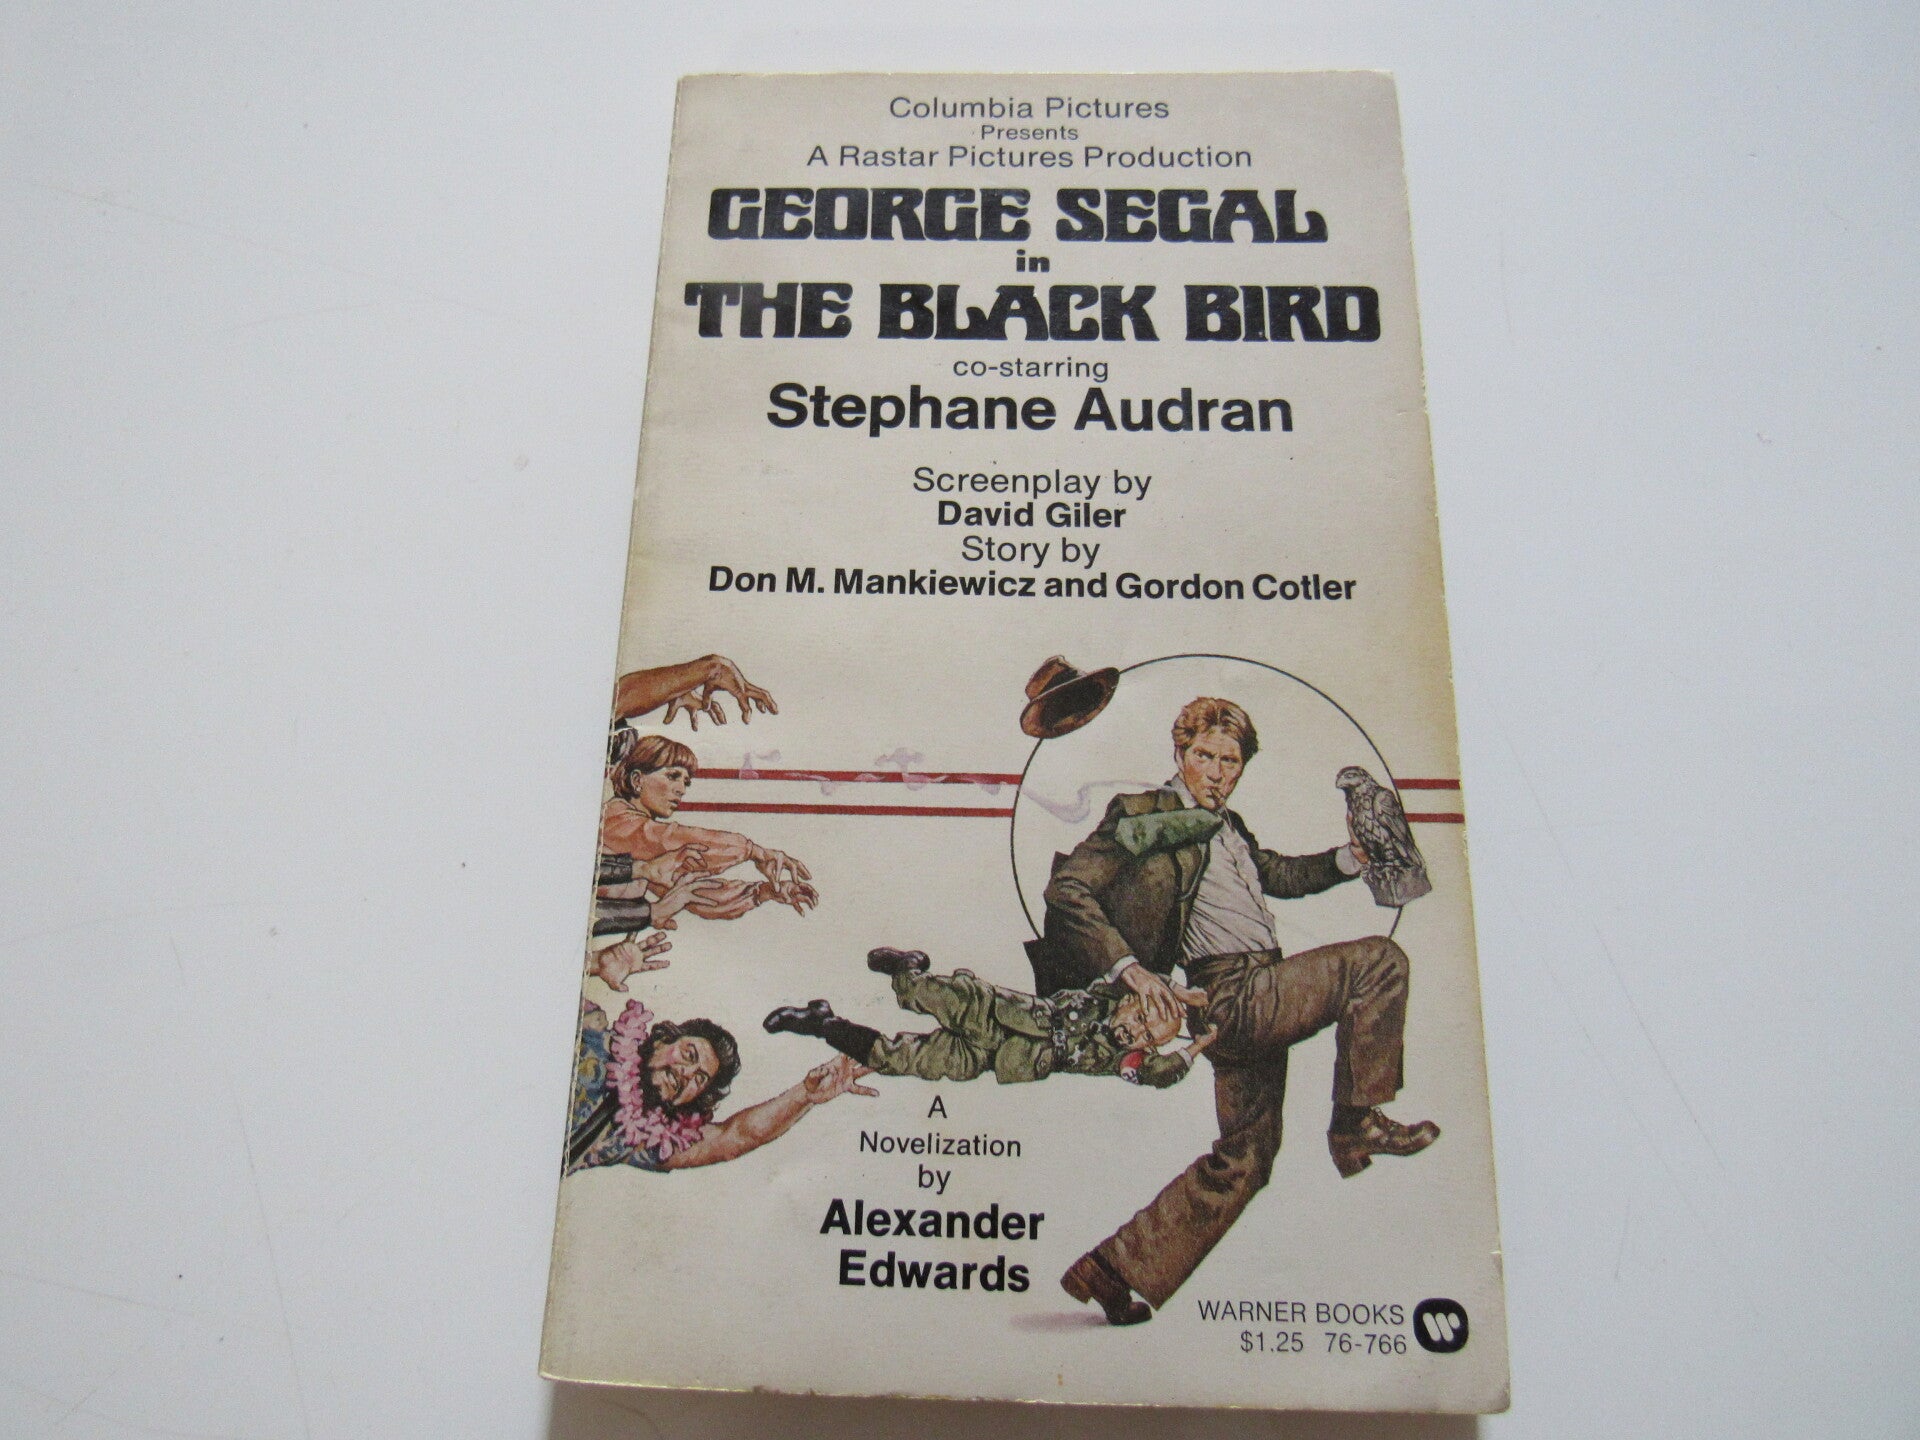 Columbia Pictures
Presents
A Rastar Pictures Production
GEORGE SEGAL
in
THE BLACK BIRD
co-starring
Stephane Audran
Screenplay by
David Giler
Story by
Don M. Mankiewicz and Gordon Cotler
A
Novelization
by
Alexander
Edwards
WARNER BOOKS
$1.25 76-766